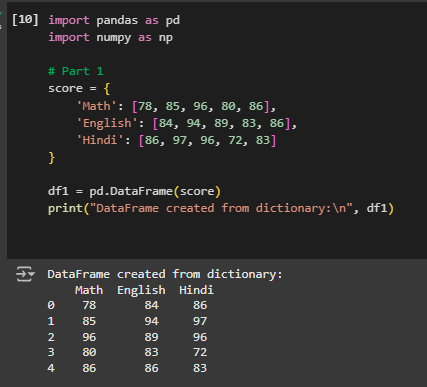 [10] import pandas as pd
import numpy as np
# Part 1
score = {
    'Math': [78, 85, 96, 80, 86],
    'English': [84, 94, 89, 83, 86],
    'Hindi': [86, 97, 96, 72, 83]
}
df1 = pd.DataFrame(score)
print("DataFrame created from dictionary:\n", df1)
DataFrame created from dictionary:
    Math  English  Hindi
0    78       84     86
1    85       94     97
2    96       89     96
3    80       83     72
4    86       86     83